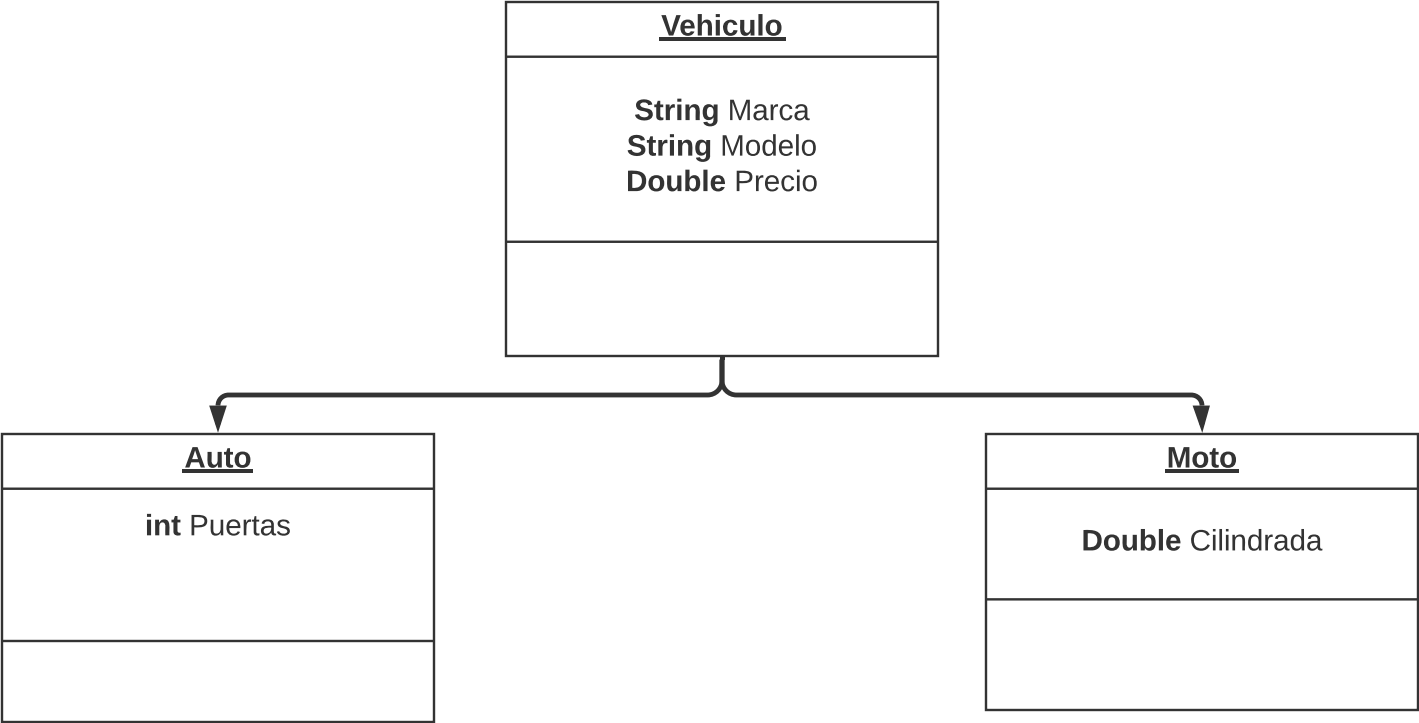 Vehiculo
String Marca
String Modelo
Double Precio
Auto
int Puertas
Moto
Double Cilindrada